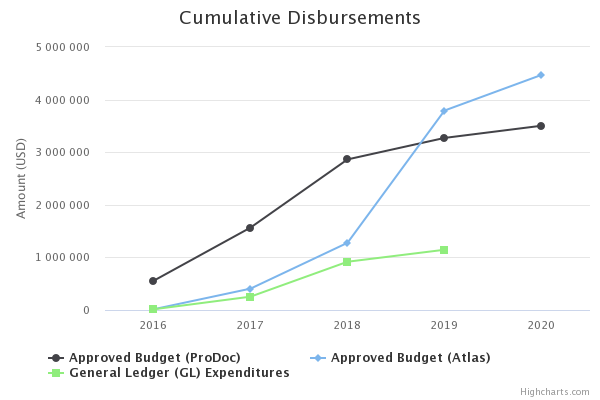 Cumulative Disbursements
5 000 000
4 000 000
3 000 000
2 000 000
1 000 000
0
Amount (USD)
2016 2017 2018 2019 2020
Approved Budget (ProDoc) Approved Budget (Atlas)
General Ledger (GL) Expenditures
Highcharts.com